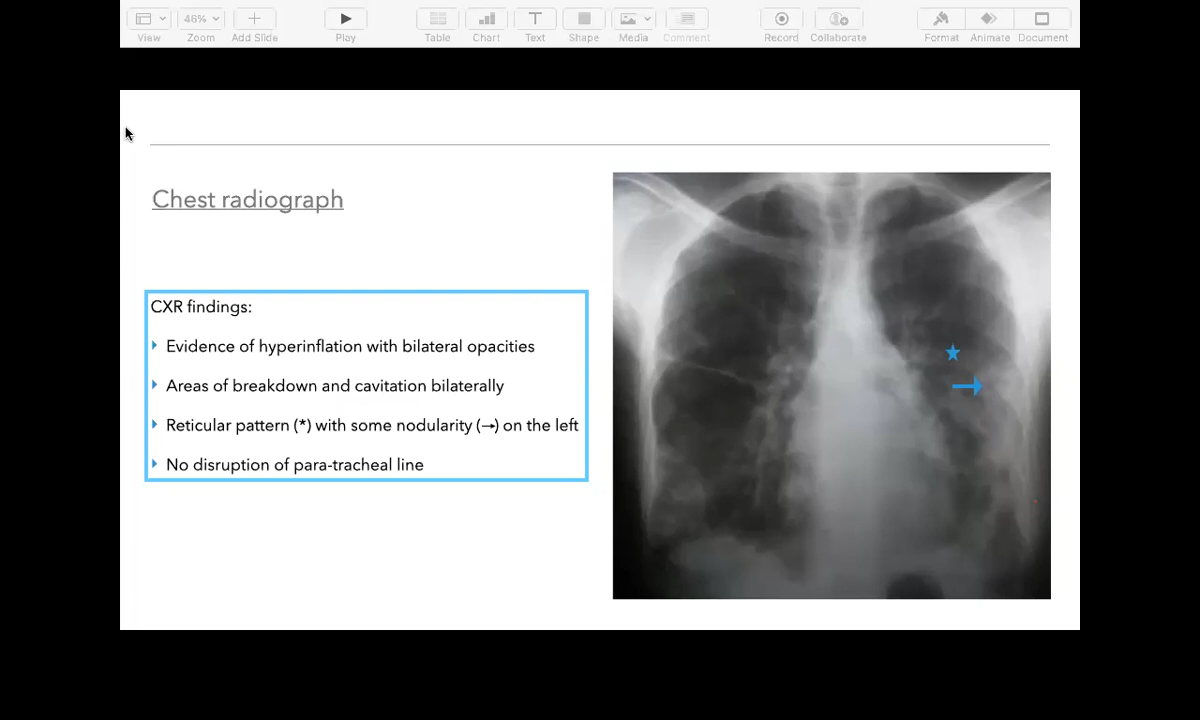 View
46%
Zoom
Add Slide
Play
Table
Chart
Text
Shape
Media
Comment
Record
Collaborate
Format
Animate
Document
Chest radiograph
CXR findings:
Evidence of hyperinflation with bilateral opacities
Areas of breakdown and cavitation bilaterally
Reticular pattern (*) with some nodularity (→) on the left
No disruption of para-tracheal line